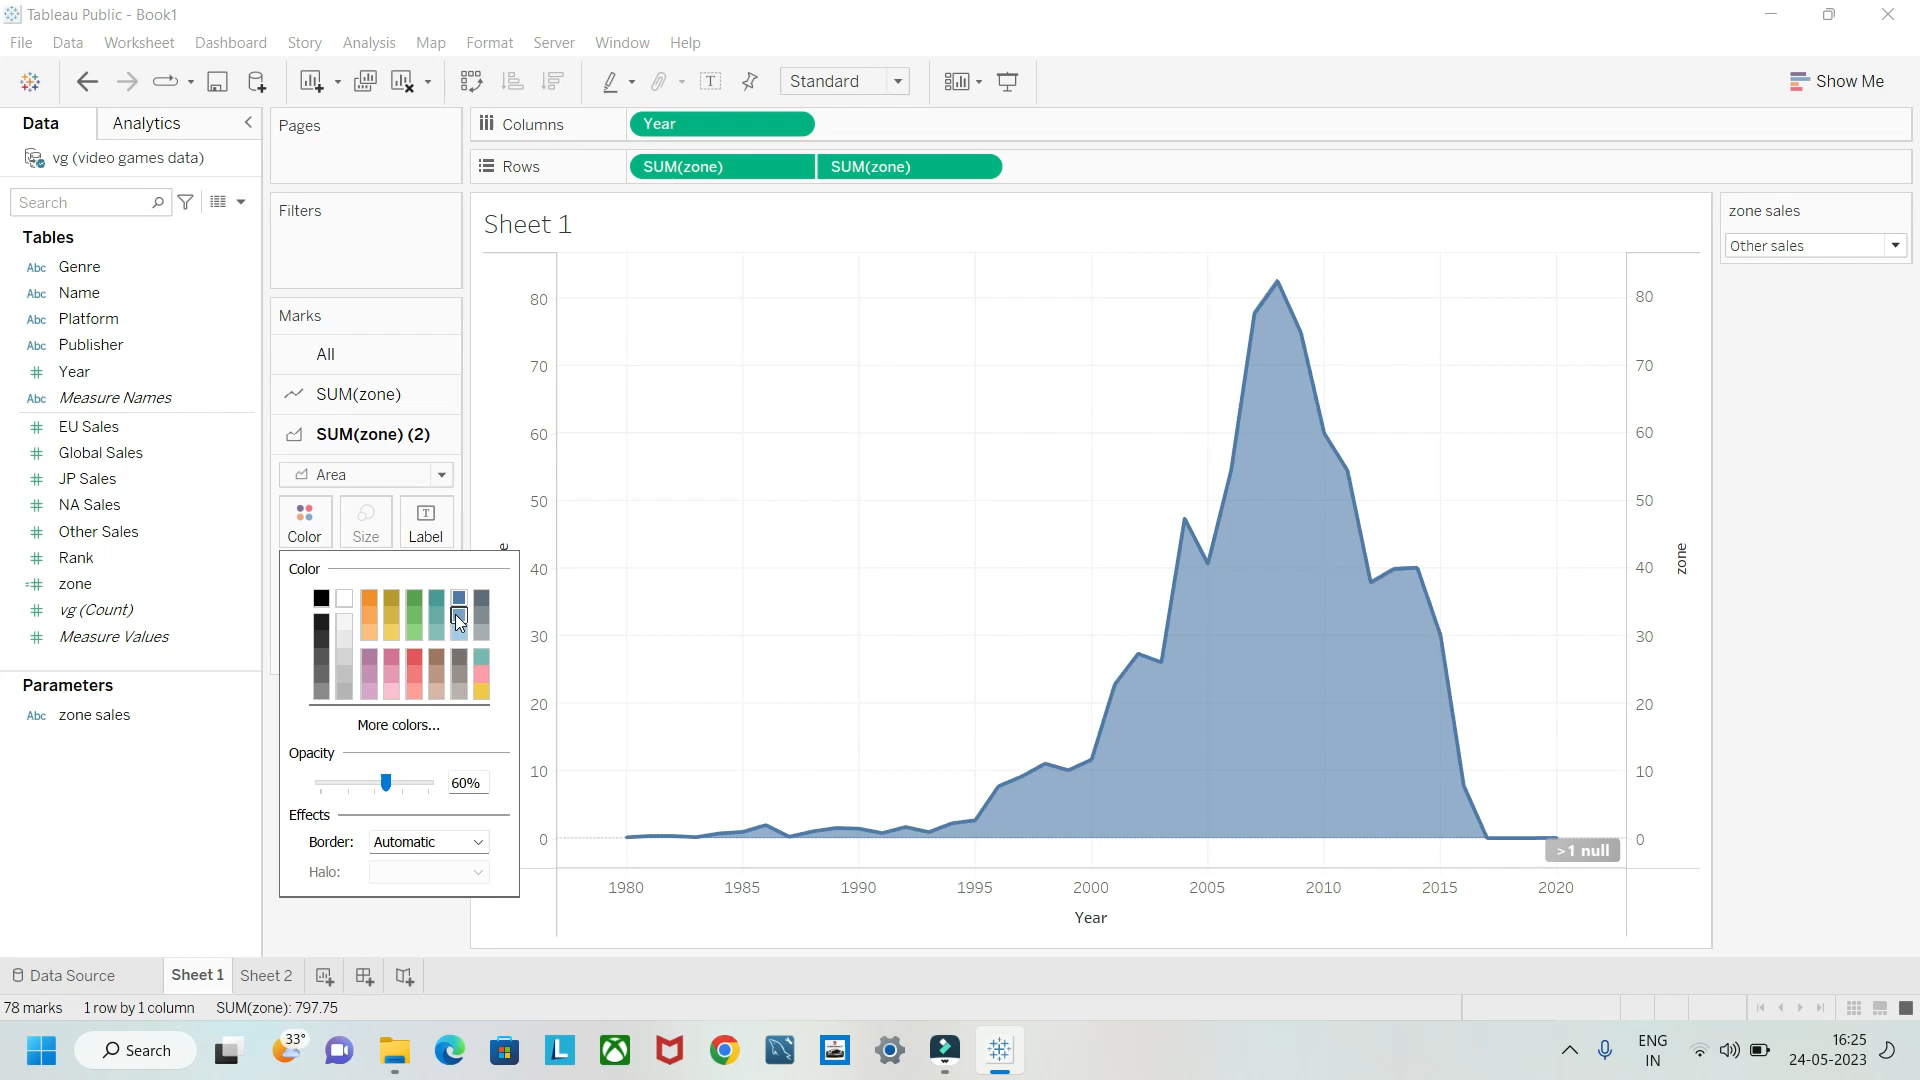 Tableau Public - Book1
File Data Worksheet Dashboard Story Analysis Map Format Server Window Help
Standard
Show Me
Data Analytics
vg (video games data)
Search
Tables
Abc Genre
Abc Name
Abc Platform
Abc Publisher
# Year
Abc Measure Names
# EU Sales
# Global Sales
# JP Sales
# NA Sales
# Other Sales
# Rank
=# zone
# vg (Count)
# Measure Values
Parameters
Abc zone sales
Pages
Filters
Marks
All
SUM(zone)
SUM(zone) (2)
Area
Color Size Label
Color
More colors...
Opacity
60%
Effects
Border: Automatic
Halo:
Columns Year
Rows SUM(zone) SUM(zone)
Sheet 1
80
70
60
50
40
30
20
10
0
e
80
70
60
50
40
30
20
10
0
zone
>1 null
1980 1985 1990 1995 2000 2005 2010 2015 2020
Year
zone sales
Other sales
Data Source Sheet 1 Sheet 2
78 marks 1 row by 1 column SUM(zone): 797.75
Search
33°
L
ENG
IN
16:25
24-05-2023